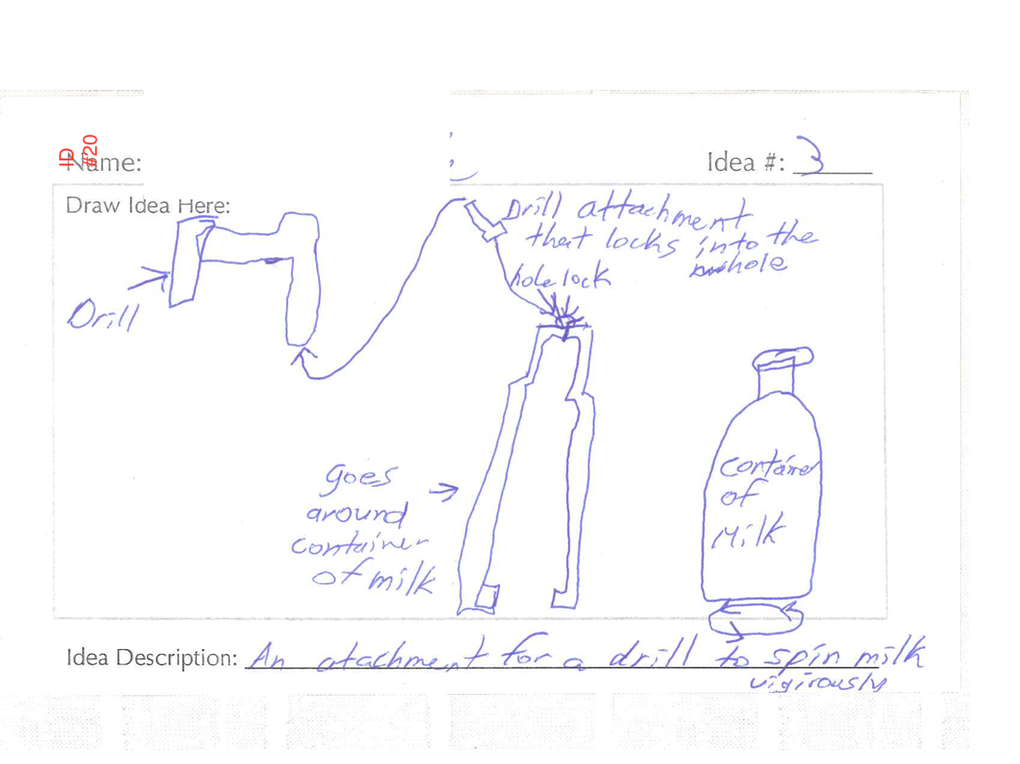 ID
#20
Name:
Idea #: 3
Draw Idea Here:
Drill attachment
that locks into the
hole
hole lock
Drill
goes
around
container
of milk
container
of
Milk
Idea Description: An atachment for a drill to spin milk
vigirously